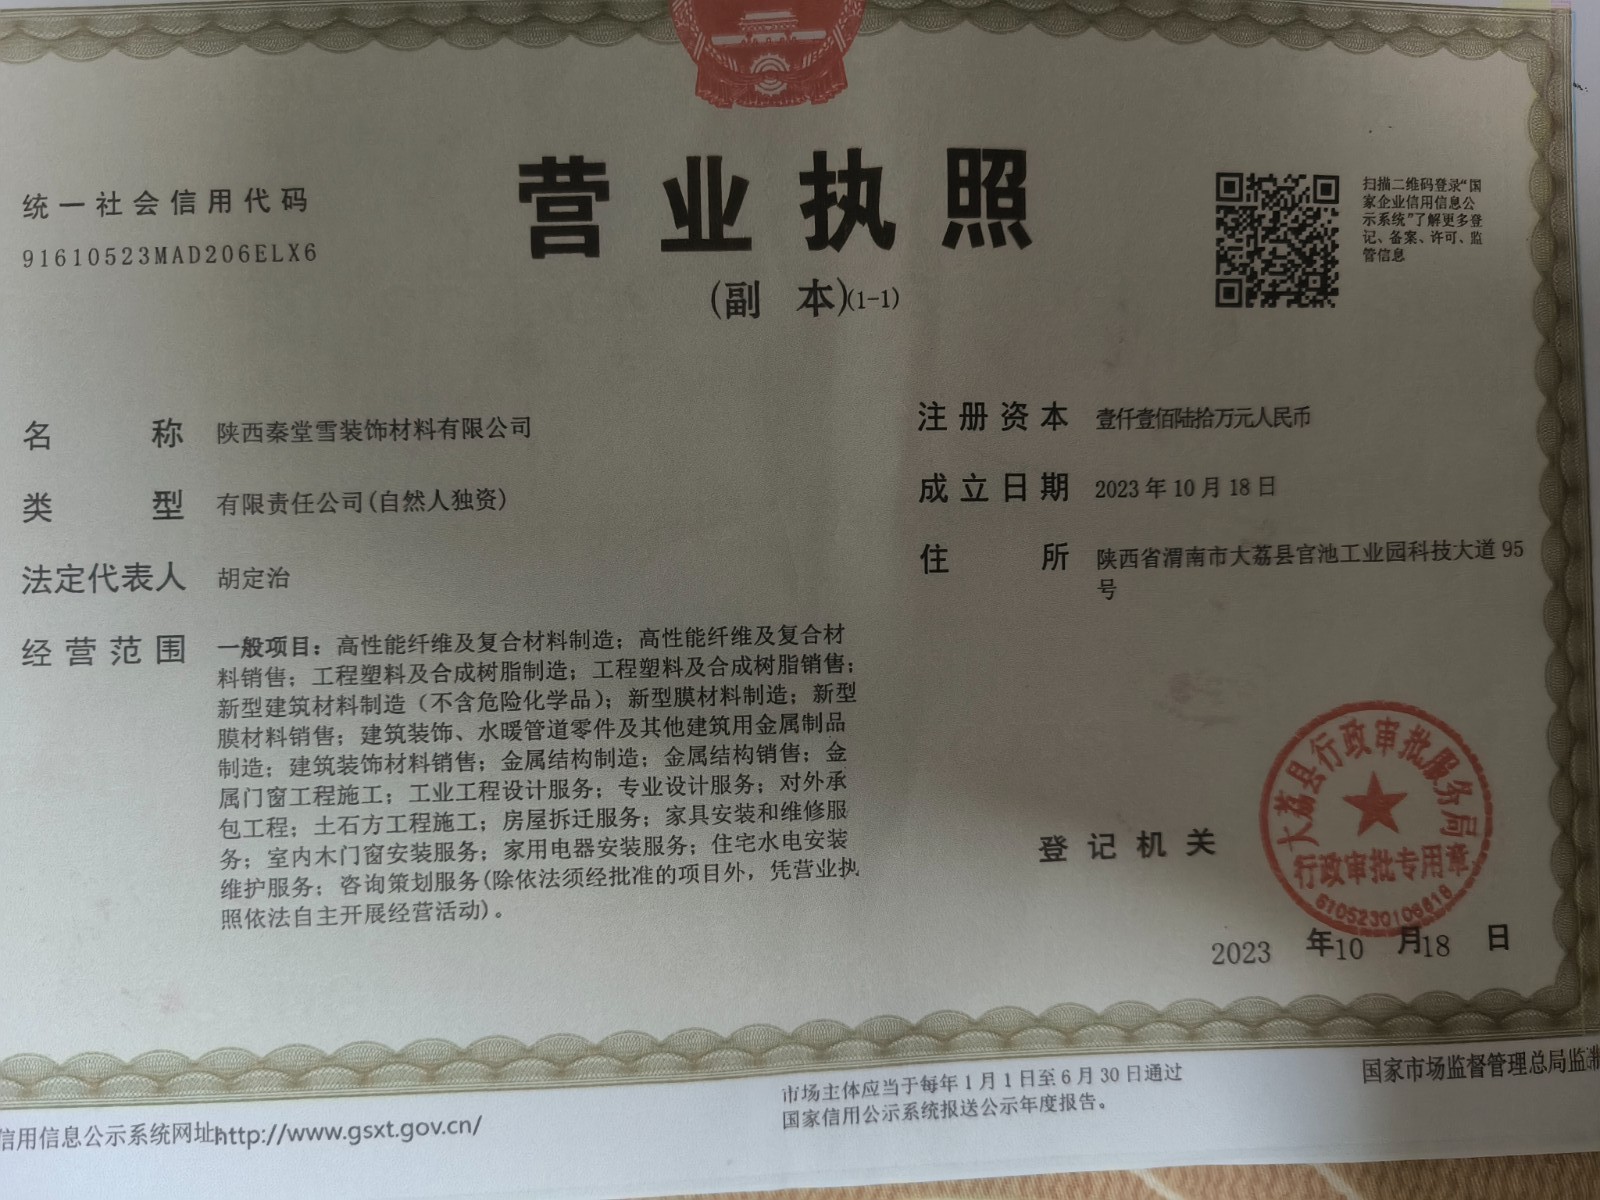 营业执照
(副 本)(1-1)
统一社会信用代码
91610523MAD206ELX6
扫描二维码登录“国
家企业信用信息公
示系统”了解更多登
记、备案、许可、监
管信息
名 称 陕西秦堂雪装饰材料有限公司
类 型 有限责任公司(自然人独资)
法定代表人 胡定治
经营范围 一般项目：高性能纤维及复合材料制造；高性能纤维及复合材
料销售；工程塑料及合成树脂制造；工程塑料及合成树脂销售；
新型建筑材料制造（不含危险化学品）；新型膜材料制造；新型
膜材料销售；建筑装饰、水暖管道零件及其他建筑用金属制品
制造；建筑装饰材料销售；金属结构制造；金属结构销售；金
属门窗工程施工；工业工程设计服务；专业设计服务；对外承
包工程；土石方工程施工；房屋拆迁服务；家具安装和维修服
务；室内木门窗安装服务；家用电器安装服务；住宅水电安装
维护服务；咨询策划服务(除依法须经批准的项目外，凭营业执
照依法自主开展经营活动)。
注册资本 壹仟壹佰陆拾万元人民币
成立日期 2023年10月18日
住 所 陕西省渭南市大荔县官池工业园科技大道95
号
登记机关
大荔县行政审批服务局
行政审批专用章
6105230106618
2023 年10 月18 日
信用信息公示系统网址http://www.gsxt.gov.cn/
市场主体应当于每年1月1日至6月30日通过
国家信用公示系统报送公示年度报告。
国家市场监督管理总局监制